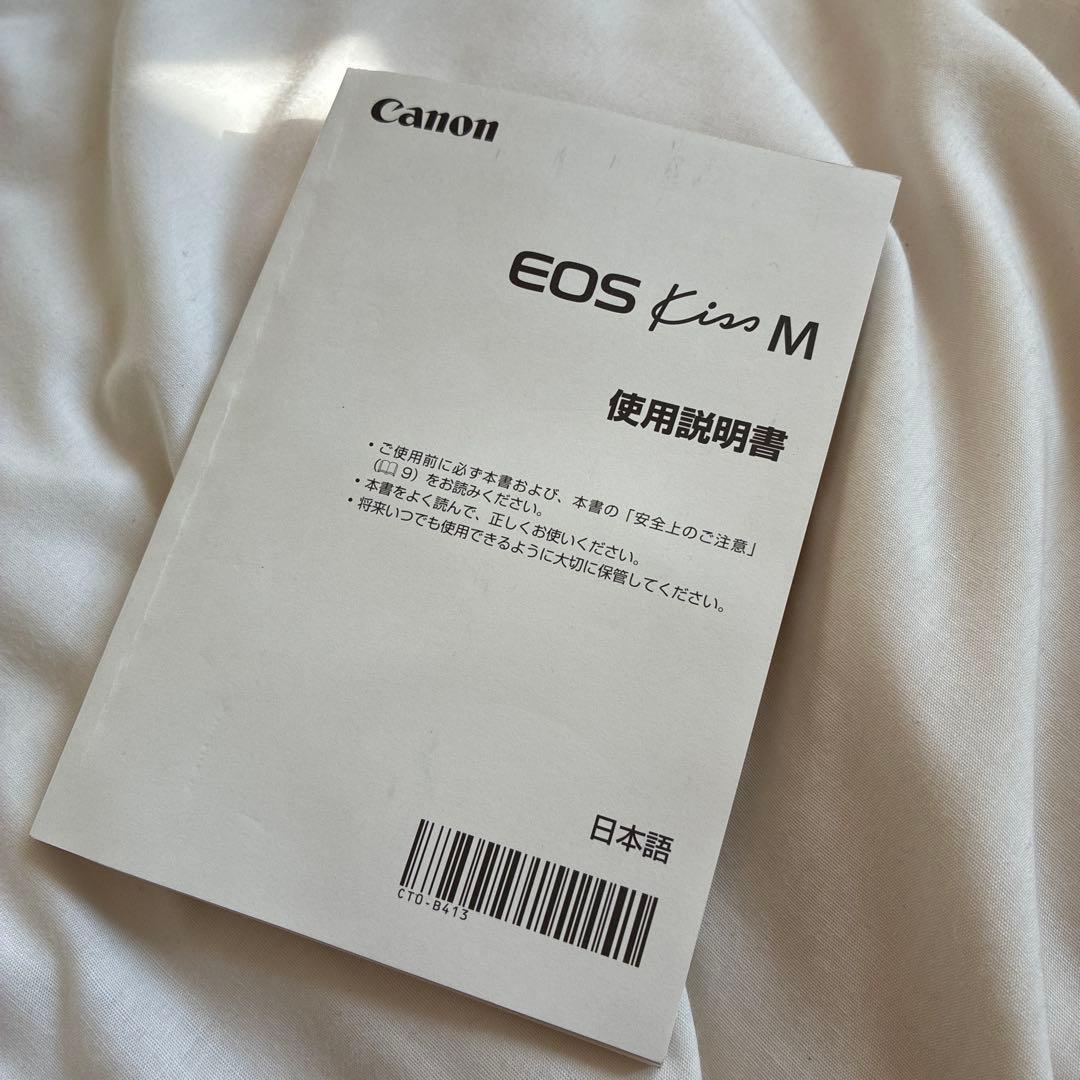 Canon
EOS Kiss M
使用説明書
・ご使用前に必ず本書および、本書の「安全上のご注意」
（📖 9）をお読みください。
・本書をよく読んで、正しくお使いください。
・将来いつでも使用できるように大切に保管してください。
日本語
CT0-B413